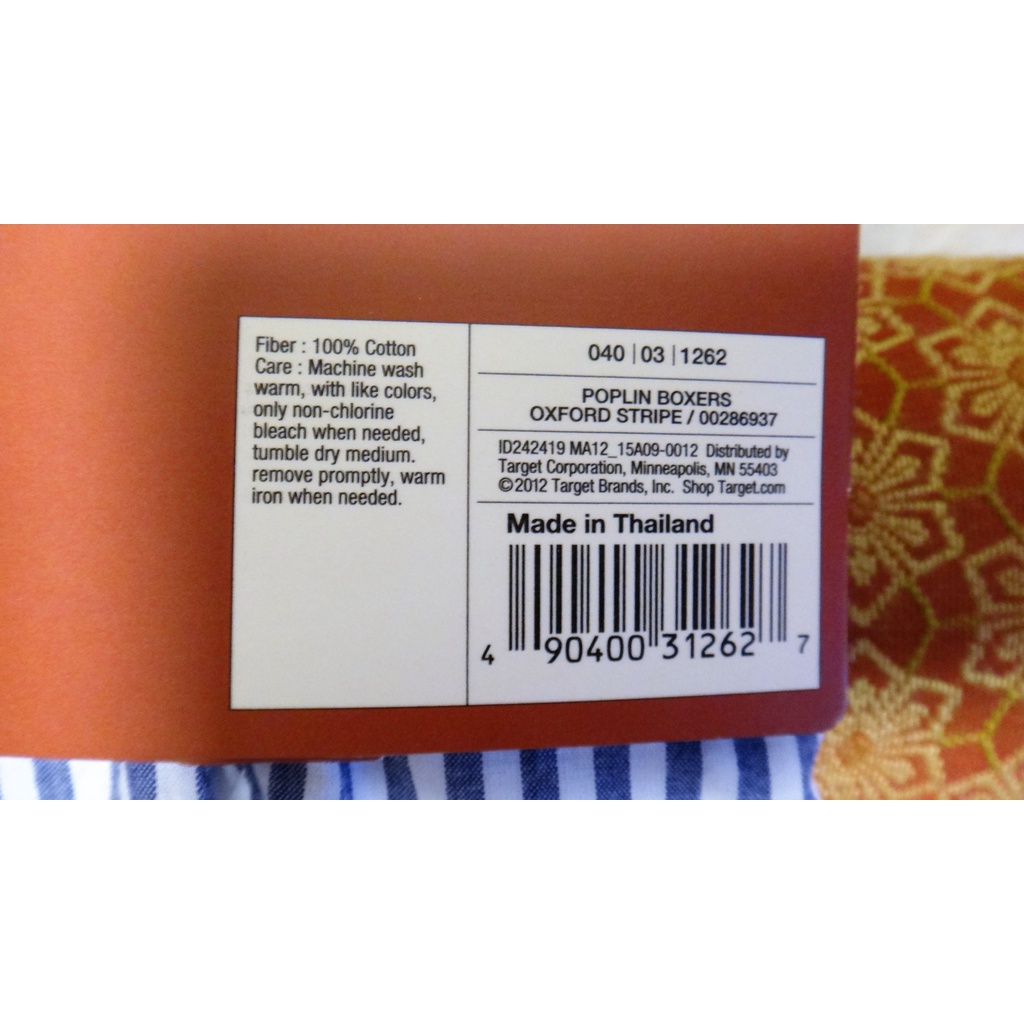 Fiber : 100% Cotton
Care : Machine wash
warm, with like colors,
only non-chlorine
bleach when needed,
tumble dry medium.
remove promptly, warm
iron when needed.
040 | 03 | 1262
POPLIN BOXERS
OXFORD STRIPE / 00286937
ID242419 MA12_15A09-0012 Distributed by
Target Corporation, Minneapolis, MN 55403
©2012 Target Brands, Inc. Shop Target.com
Made in Thailand
4 90400 31262 7